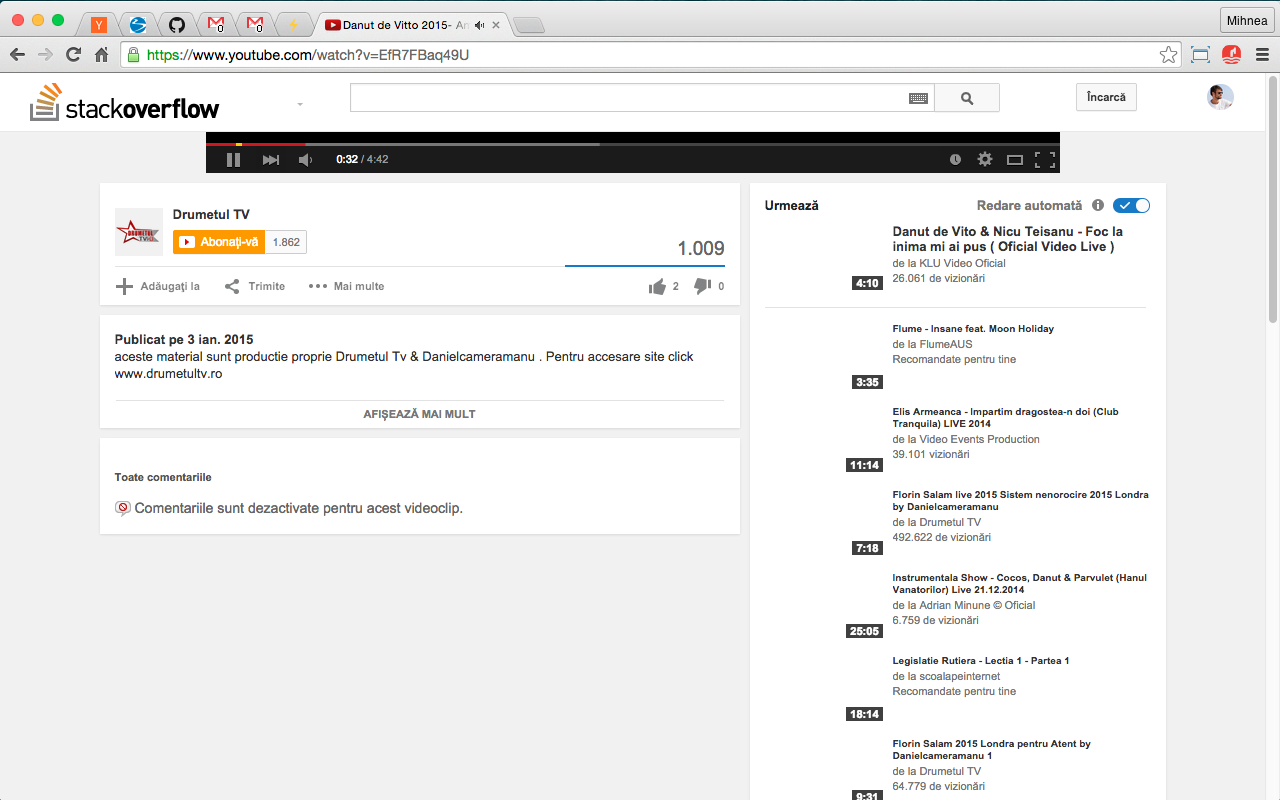 Danut de Vitto 2015- An
Mihnea
https://www.youtube.com/watch?v=EfR7FBaq49U
stackoverflow
Încarcă
0:32 / 4:42
Drumetul TV
Abonați-vă 1.862
1.009
Adăugați la Trimite Mai multe 2 0
Publicat pe 3 ian. 2015
aceste material sunt productie proprie Drumetul Tv & Danielcameramanu . Pentru accesare site click
www.drumetultv.ro
AFIȘEAZĂ MAI MULT
Toate comentariile
Comentariile sunt dezactivate pentru acest videoclip.
Urmează Redare automată
Danut de Vito & Nicu Teisanu - Foc la
inima mi ai pus ( Oficial Video Live )
de la KLU Video Oficial
26.061 de vizionări
4:10
Flume - Insane feat. Moon Holiday
de la FlumeAUS
Recomandate pentru tine
3:35
Elis Armeanca - Impartim dragostea-n doi (Club
Tranquila) LIVE 2014
de la Video Events Production
39.101 vizionări
11:14
Florin Salam live 2015 Sistem nenorocire 2015 Londra
by Danielcameramanu
de la Drumetul TV
492.622 de vizionări
7:18
Instrumentala Show - Cocos, Danut & Parvulet (Hanul
Vanatorilor) Live 21.12.2014
de la Adrian Minune © Oficial
6.759 de vizionări
25:05
Legislatie Rutiera - Lectia 1 - Partea 1
de la scoalapeinternet
Recomandate pentru tine
18:14
Florin Salam 2015 Londra pentru Atent by
Danielcameramanu 1
de la Drumetul TV
64.779 de vizionări
9:31